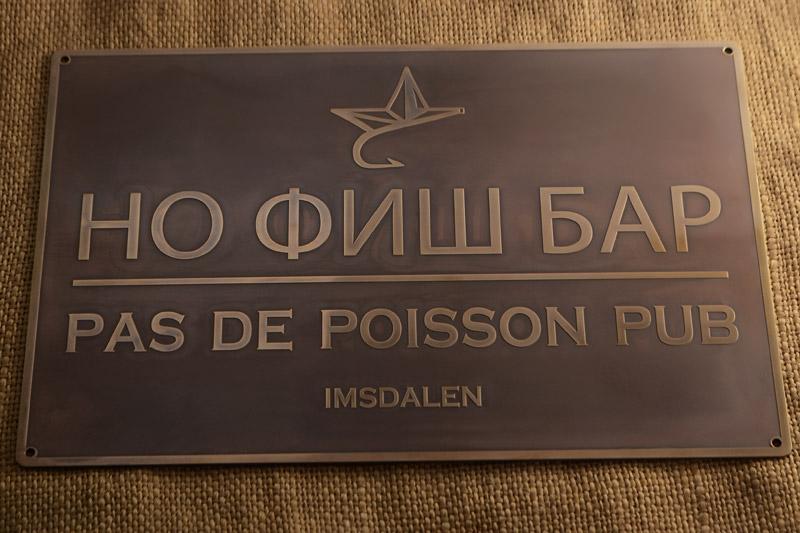 НО ФИШ БАР
PAS DE POISSON PUB
IMSDALEN